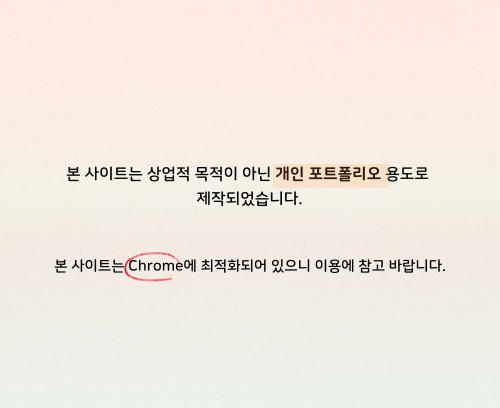 본 사이트는 상업적 목적이 아닌 개인 포트폴리오 용도로
제작되었습니다.
본 사이트는 Chrome에 최적화되어 있으니 이용에 참고 바랍니다.